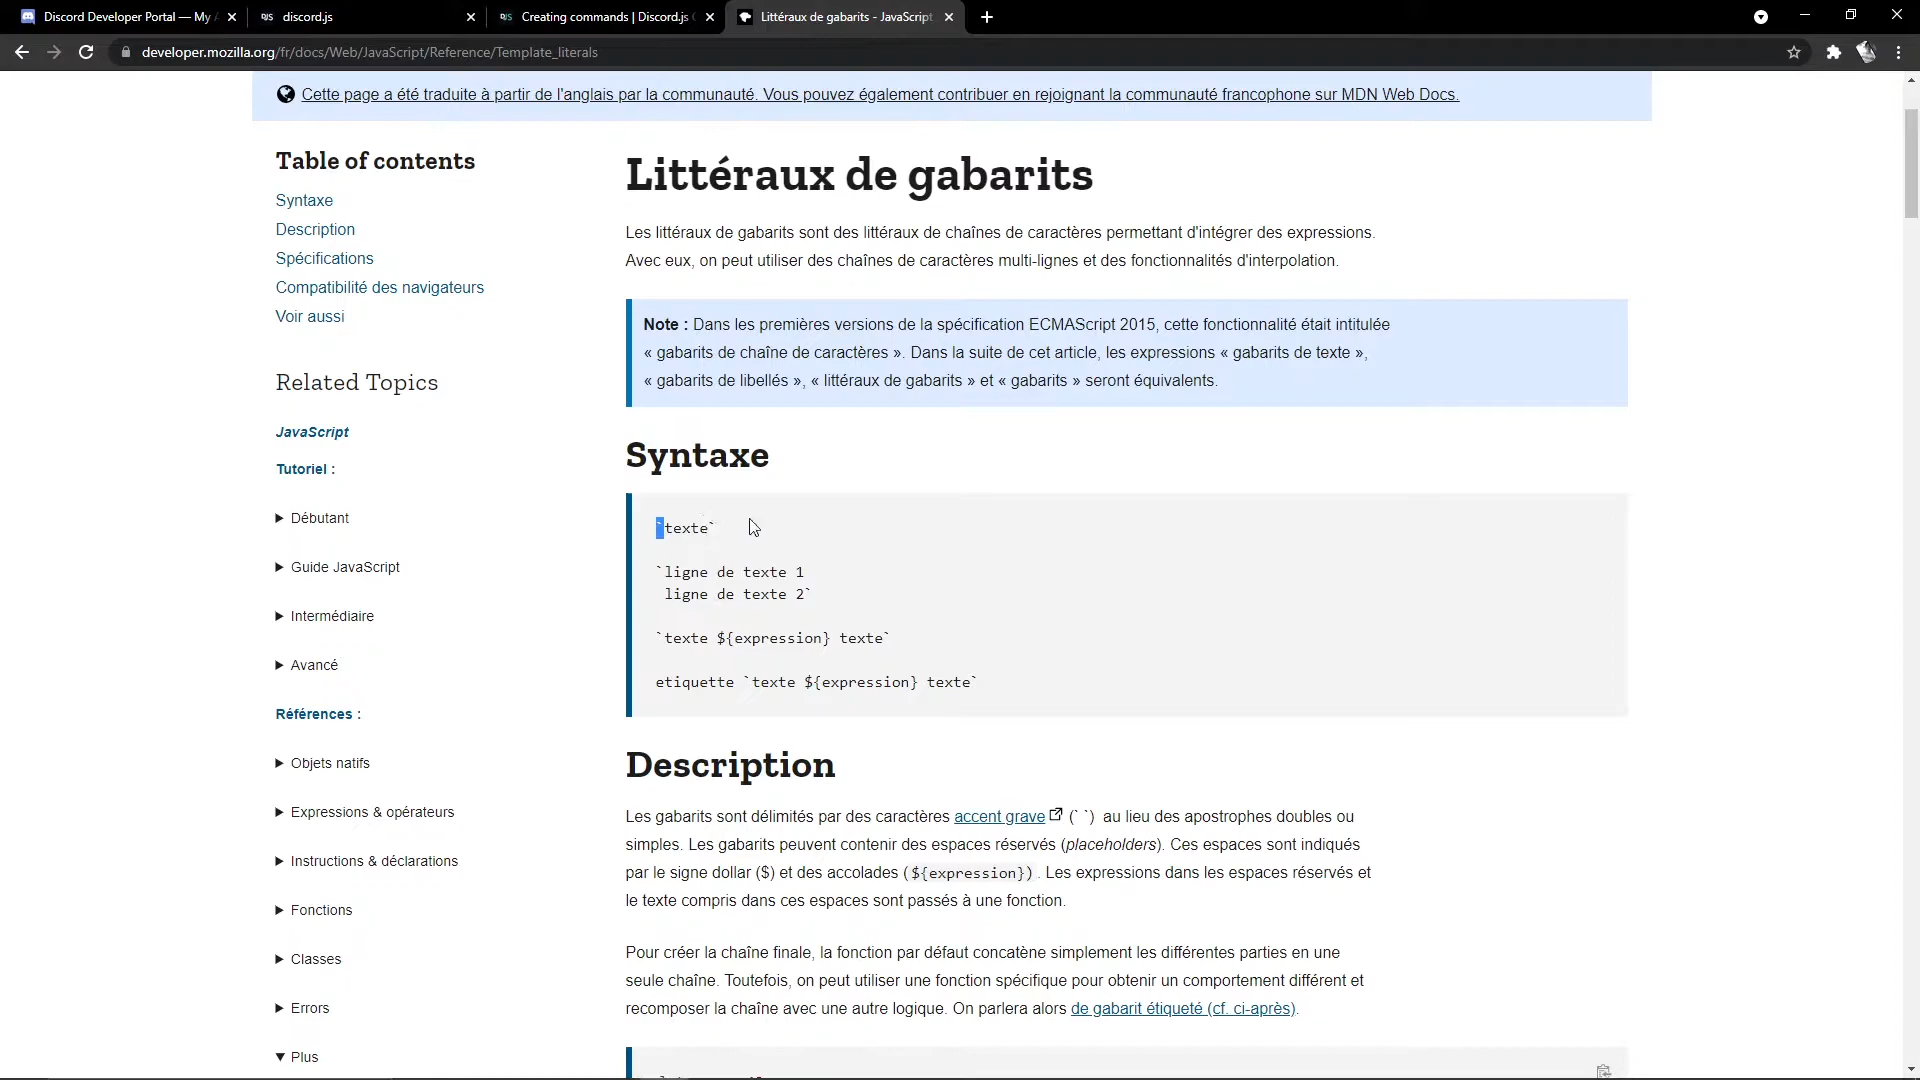 Discord Developer Portal — My A
discord.js
Creating commands | Discord.js G
Littéraux de gabarits - JavaScript
developer.mozilla.org/fr/docs/Web/JavaScript/Reference/Template_literals
Cette page a été traduite à partir de l'anglais par la communauté. Vous pouvez également contribuer en rejoignant la communauté francophone sur MDN Web Docs.
Table of contents
Syntaxe
Description
Spécifications
Compatibilité des navigateurs
Voir aussi
Related Topics
JavaScript
Tutoriel :
Débutant
Guide JavaScript
Intermédiaire
Avancé
Références :
Objets natifs
Expressions & opérateurs
Instructions & déclarations
Fonctions
Classes
Errors
Plus
Littéraux de gabarits
Les littéraux de gabarits sont des littéraux de chaînes de caractères permettant d'intégrer des expressions.
Avec eux, on peut utiliser des chaînes de caractères multi-lignes et des fonctionnalités d'interpolation.
Note : Dans les premières versions de la spécification ECMAScript 2015, cette fonctionnalité était intitulée
« gabarits de chaîne de caractères ». Dans la suite de cet article, les expressions « gabarits de texte »,
« gabarits de libellés », « littéraux de gabarits » et « gabarits » seront équivalents.
Syntaxe
`texte`
`ligne de texte 1
ligne de texte 2`
`texte ${expression} texte`
etiquette `texte ${expression} texte`
Description
Les gabarits sont délimités par des caractères accent grave (` `) au lieu des apostrophes doubles ou
simples. Les gabarits peuvent contenir des espaces réservés (placeholders). Ces espaces sont indiqués
par le signe dollar ($) et des accolades (${expression}) . Les expressions dans les espaces réservés et
le texte compris dans ces espaces sont passés à une fonction.
Pour créer la chaîne finale, la fonction par défaut concatène simplement les différentes parties en une
seule chaîne. Toutefois, on peut utiliser une fonction spécifique pour obtenir un comportement différent et
recomposer la chaîne avec une autre logique. On parlera alors de gabarit étiqueté (cf. ci-après).